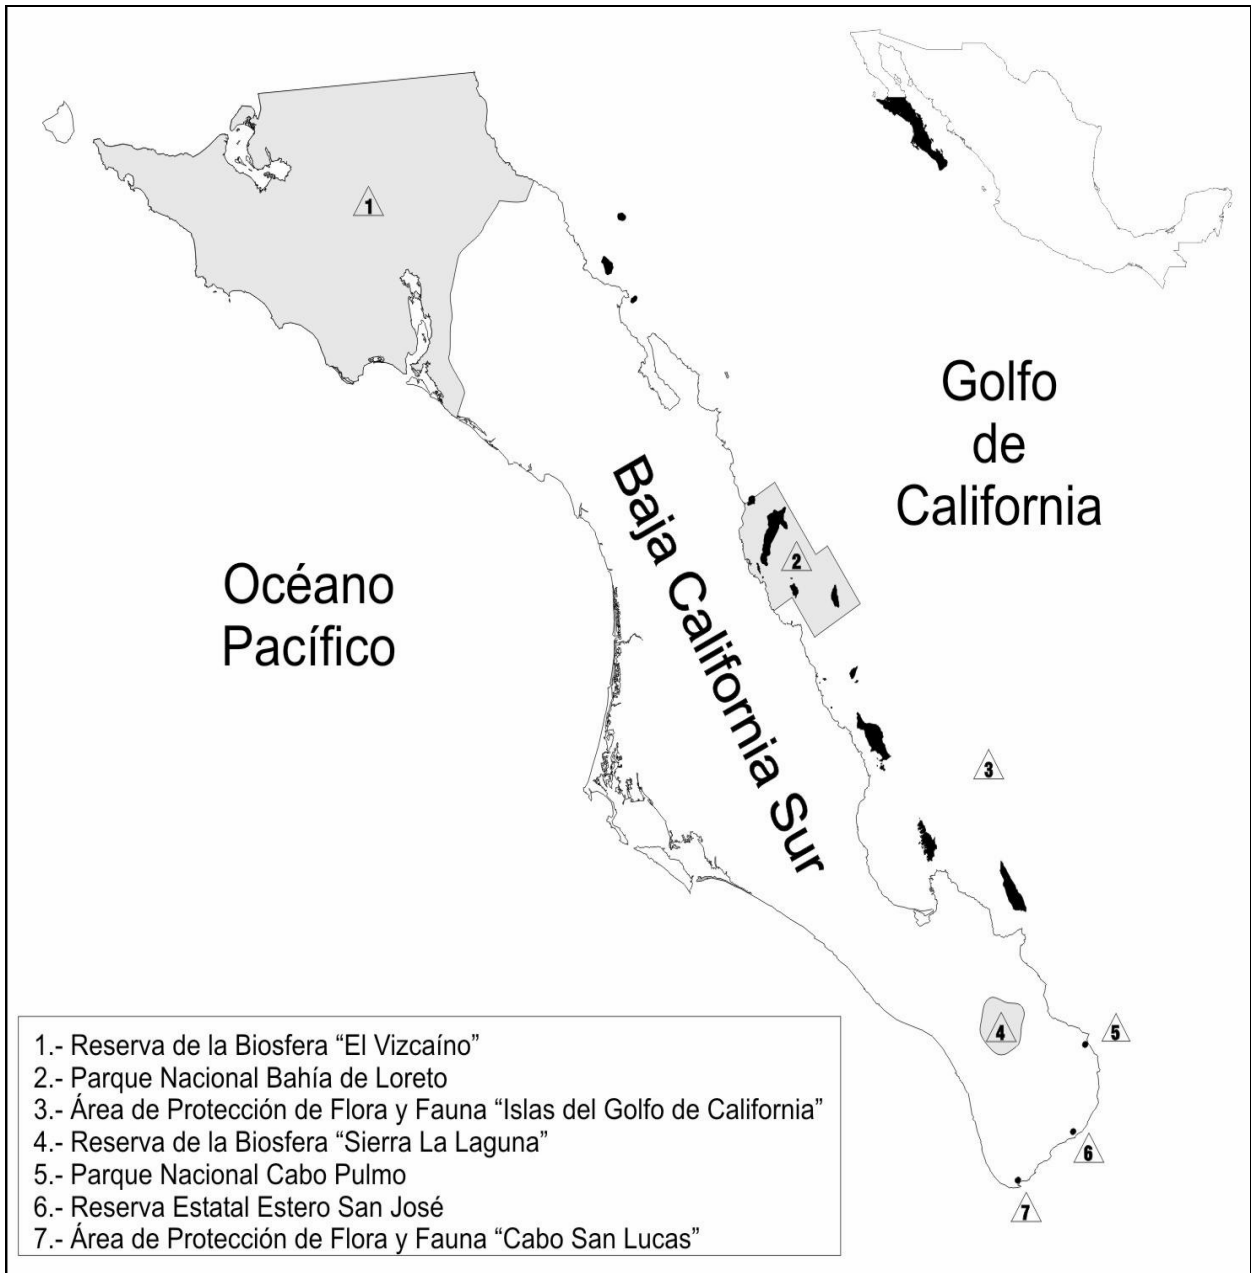 1
Golfo
de
California
Baja California Sur
2
Océano
Pacífico
3
4
5
6
7
1.- Reserva de la Biosfera “El Vizcaíno”
2.- Parque Nacional Bahía de Loreto
3.- Área de Protección de Flora y Fauna “Islas del Golfo de California”
4.- Reserva de la Biosfera “Sierra La Laguna”
5.- Parque Nacional Cabo Pulmo
6.- Reserva Estatal Estero San José
7.- Área de Protección de Flora y Fauna “Cabo San Lucas”